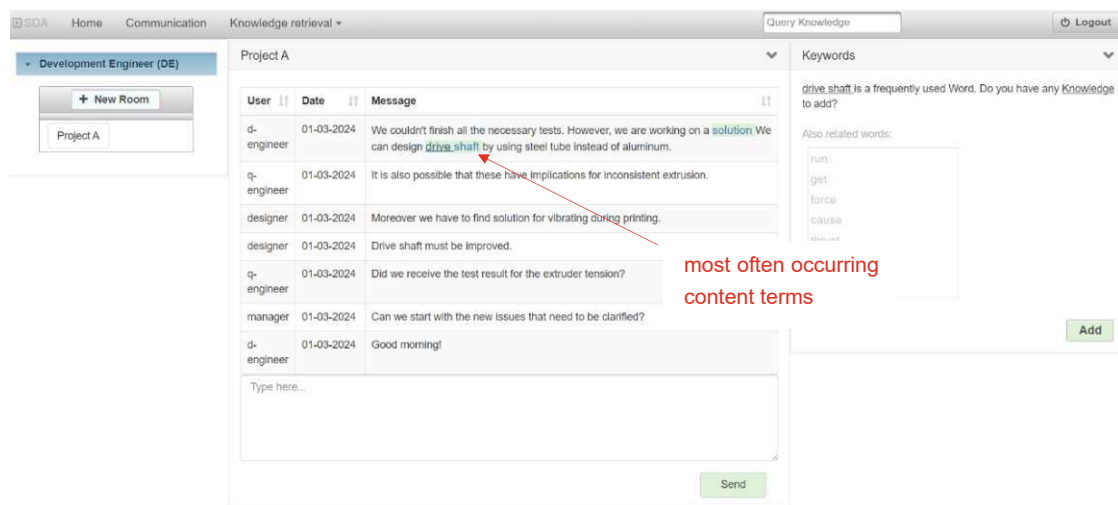 SDA Home Communication Knowledge retrieval Query Knowledge Logout
Development Engineer (DE)
+ New Room
Project A
Project A
User Date Message
d-engineer 01-03-2024 We couldn't finish all the necessary tests. However, we are working on a solution We
can design drive shaft by using steel tube instead of aluminum.
q-engineer 01-03-2024 It is also possible that these have implications for inconsistent extrusion.
designer 01-03-2024 Moreover we have to find solution for vibrating during printing.
designer 01-03-2024 Drive shaft must be improved.
q-engineer 01-03-2024 Did we receive the test result for the extruder tension?
manager 01-03-2024 Can we start with the new issues that need to be clarified?
d-engineer 01-03-2024 Good morning!
Type here...
Send
most often occurring
content terms
Keywords
drive shaft is a frequently used Word. Do you have any Knowledge
to add?
Also related words:
run
get
force
cause
thrust
Add